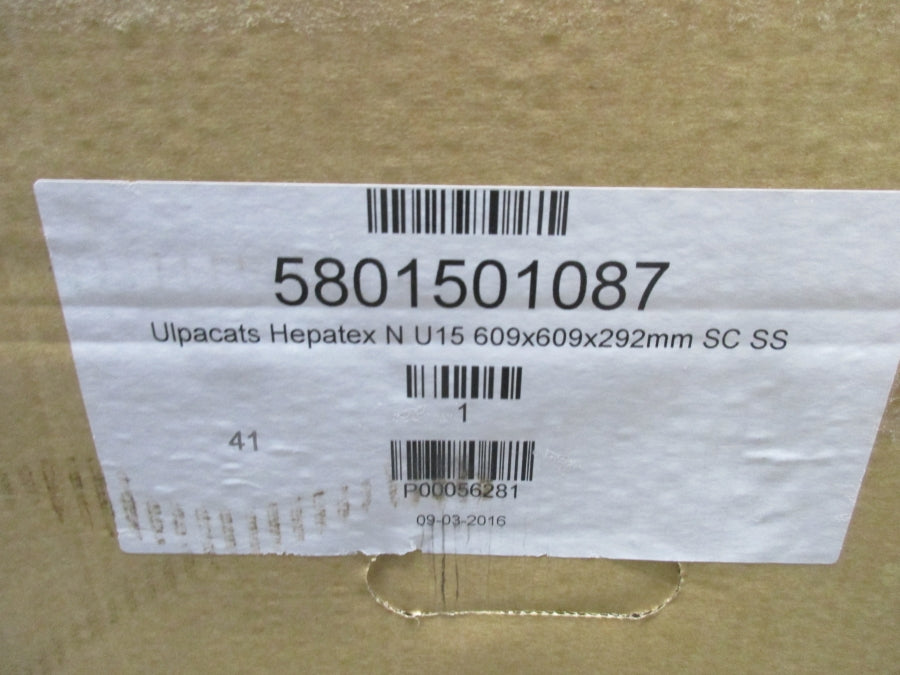 5801501087
Ulpacats Hepatex N U15 609x609x292mm SC SS
1
41
P00056281
09-03-2016